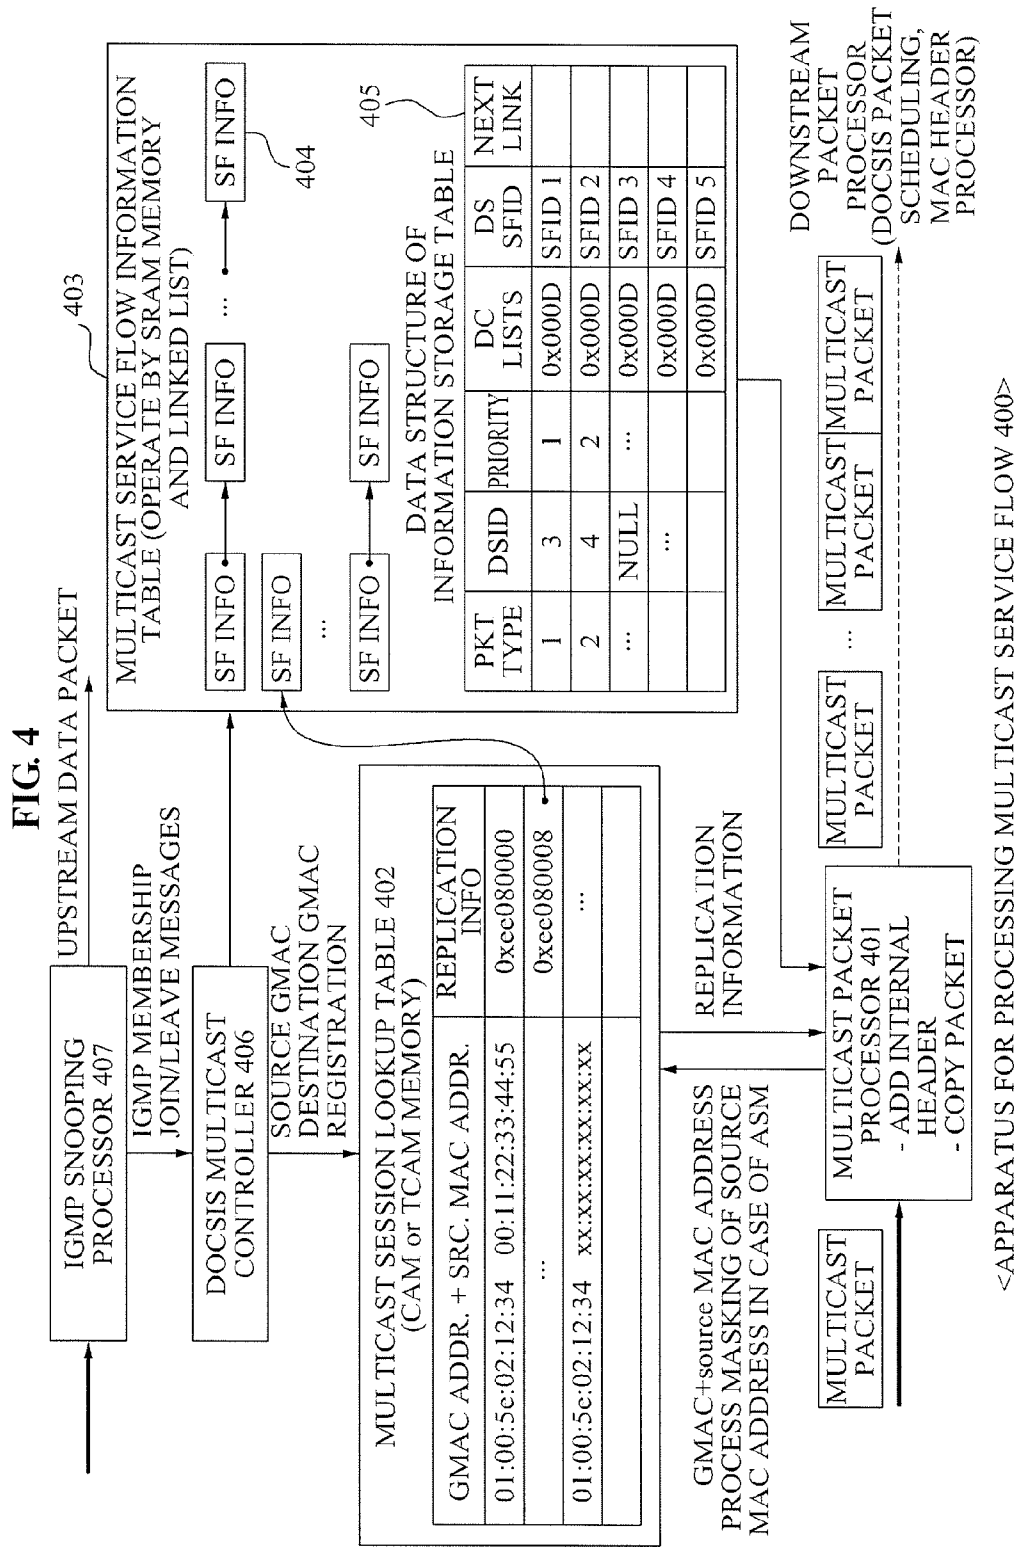 FIG. 4
UPSTREAM DATA PACKET
IGMP SNOOPING
PROCESSOR 407
IGMP MEMBERSHIP
JOIN/LEAVE MESSAGES
DOCSIS MULTICAST
CONTROLLER 406
SOURCE GMAC
DESTINATION GMAC
REGISTRATION
MULTICAST SESSION LOOKUP TABLE 402
(CAM or TCAM MEMORY)
GMAC ADDR. + SRC. MAC ADDR.
REPLICATION
INFO
01:00:5e:02:12:34 00:11:22:33:44:55
0xec080000
...
0xec080008
01:00:5e:02:12:34 xx:xx:xx:xx:xx:xx:xx
...
403
MULTICAST SERVICE FLOW INFORMATION
TABLE (OPERATE BY SRAM MEMORY
AND LINKED LIST)
SF INFO
SF INFO
...
SF INFO
404
SF INFO
...
SF INFO
SF INFO
DATA STRUCTURE OF
INFORMATION STORAGE TABLE
405
PKT
TYPE
DSID
PRIORITY
DC
LISTS
DS
SFID
NEXT
LINK
1 3 1 0x000D SFID 1
2 4 2 0x000D SFID 2
... NULL ... 0x000D SFID 3
... 0x000D SFID 4
0x000D SFID 5
GMAC+source MAC ADDRESS
PROCESS MASKING OF SOURCE
MAC ADDRESS IN CASE OF ASM
REPLICATION
INFORMATION
MULTICAST
PACKET
MULTICAST PACKET
PROCESSOR 401
- ADD INTERNAL
HEADER
- COPY PACKET
MULTICAST
PACKET
...
MULTICAST
PACKET
MULTICAST
PACKET
DOWNSTREAM
PACKET
PROCESSOR
(DOCSIS PACKET
SCHEDULING,
MAC HEADER
PROCESSOR)
<APPARATUS FOR PROCESSING MULTICAST SERVICE FLOW 400>